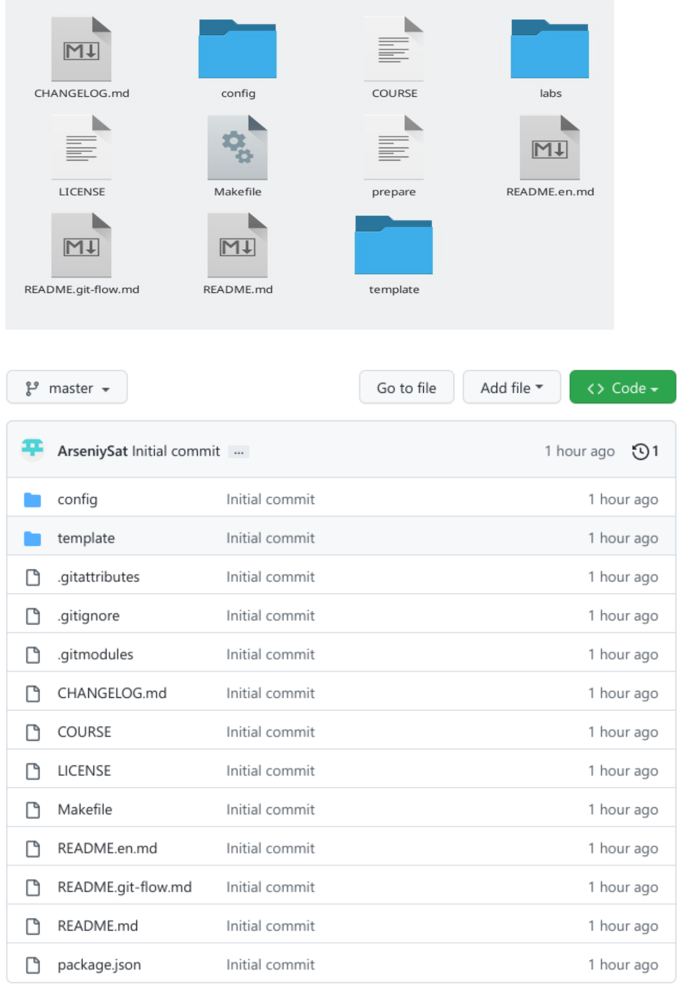 CHANGELOG.md config COURSE labs
LICENSE Makefile prepare README.en.md
README.git-flow.md README.md template
master Go to file Add file <> Code
ArseniySat Initial commit ... 1 hour ago 1
config Initial commit 1 hour ago
template Initial commit 1 hour ago
.gitattributes Initial commit 1 hour ago
.gitignore Initial commit 1 hour ago
.gitmodules Initial commit 1 hour ago
CHANGELOG.md Initial commit 1 hour ago
COURSE Initial commit 1 hour ago
LICENSE Initial commit 1 hour ago
Makefile Initial commit 1 hour ago
README.en.md Initial commit 1 hour ago
README.git-flow.md Initial commit 1 hour ago
README.md Initial commit 1 hour ago
package.json Initial commit 1 hour ago